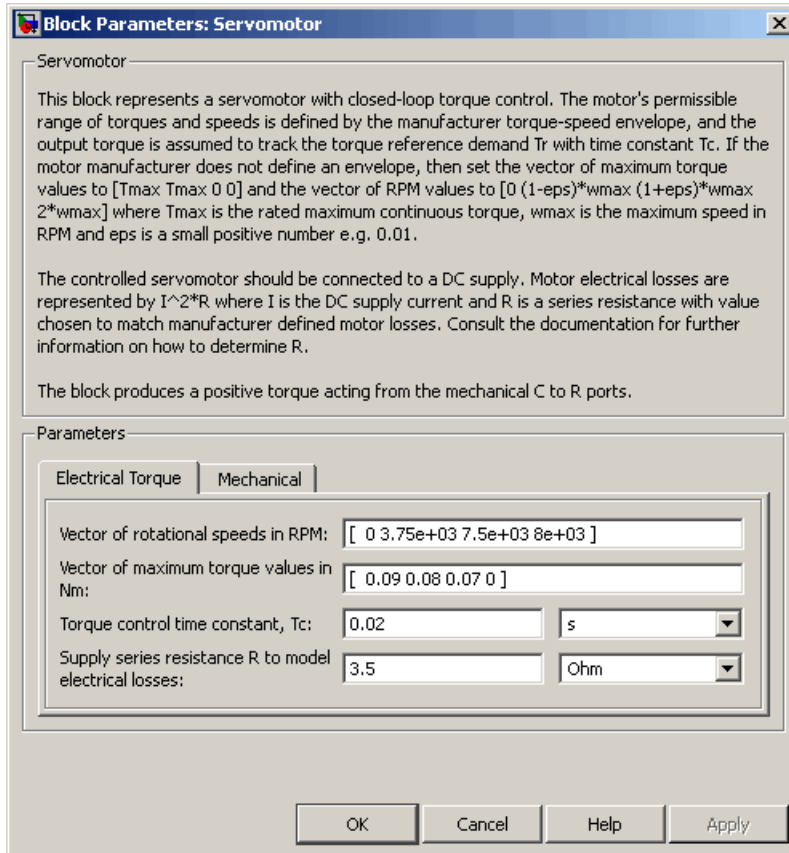 Block Parameters: Servomotor
Servomotor
This block represents a servomotor with closed-loop torque control. The motor's permissible
range of torques and speeds is defined by the manufacturer torque-speed envelope, and the
output torque is assumed to track the torque reference demand Tr with time constant Tc. If the
motor manufacturer does not define an envelope, then set the vector of maximum torque
values to [Tmax Tmax 0 0] and the vector of RPM values to [0 (1-eps)*wmax (1+eps)*wmax
2*wmax] where Tmax is the rated maximum continuous torque, wmax is the maximum speed in
RPM and eps is a small positive number e.g. 0.01.
The controlled servomotor should be connected to a DC supply. Motor electrical losses are
represented by I^2*R where I is the DC supply current and R is a series resistance with value
chosen to match manufacturer defined motor losses. Consult the documentation for further
information on how to determine R.
The block produces a positive torque acting from the mechanical C to R ports.
Parameters
Electrical Torque Mechanical
Vector of rotational speeds in RPM: [ 0 3.75e+03 7.5e+03 8e+03 ]
Vector of maximum torque values in
Nm: [ 0.09 0.08 0.07 0 ]
Torque control time constant, Tc: 0.02 s
Supply series resistance R to model
electrical losses: 3.5 Ohm
OK Cancel Help Apply